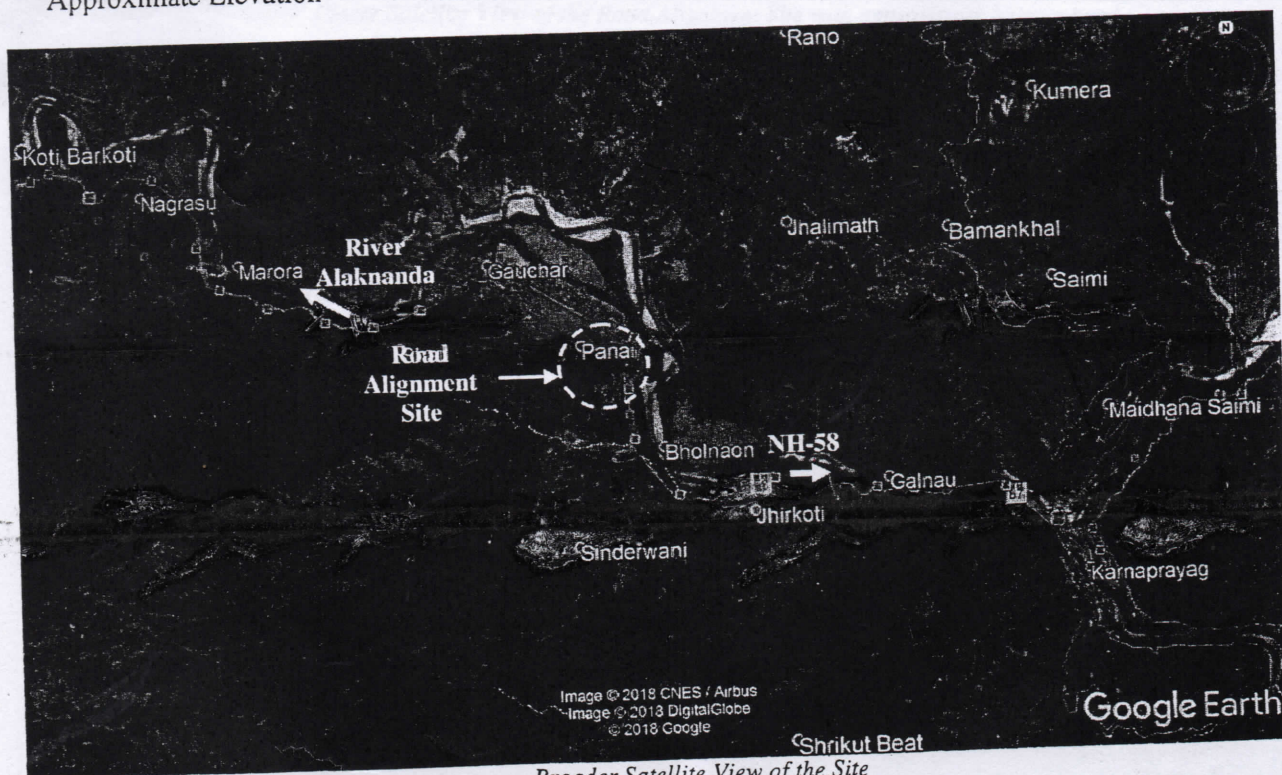 Approximate Elevation
Rano
N
Kumera
Koti Barkoti
Nagrasu
Jhalimath
Bamankhal
River
Alaknanda
Marora
Gauchar
Saimi
Road
Alignment
Site
Panai
Maidhana Saimi
Bholnaon
NH-58
Galnau
Jhirkoti
Sinderwani
Karnaprayag
Image © 2018 CNES / Airbus
Image © 2018 DigitalGlobe
© 2018 Google
Google Earth
Shrikut Beat
Broader Satellite View of the Site